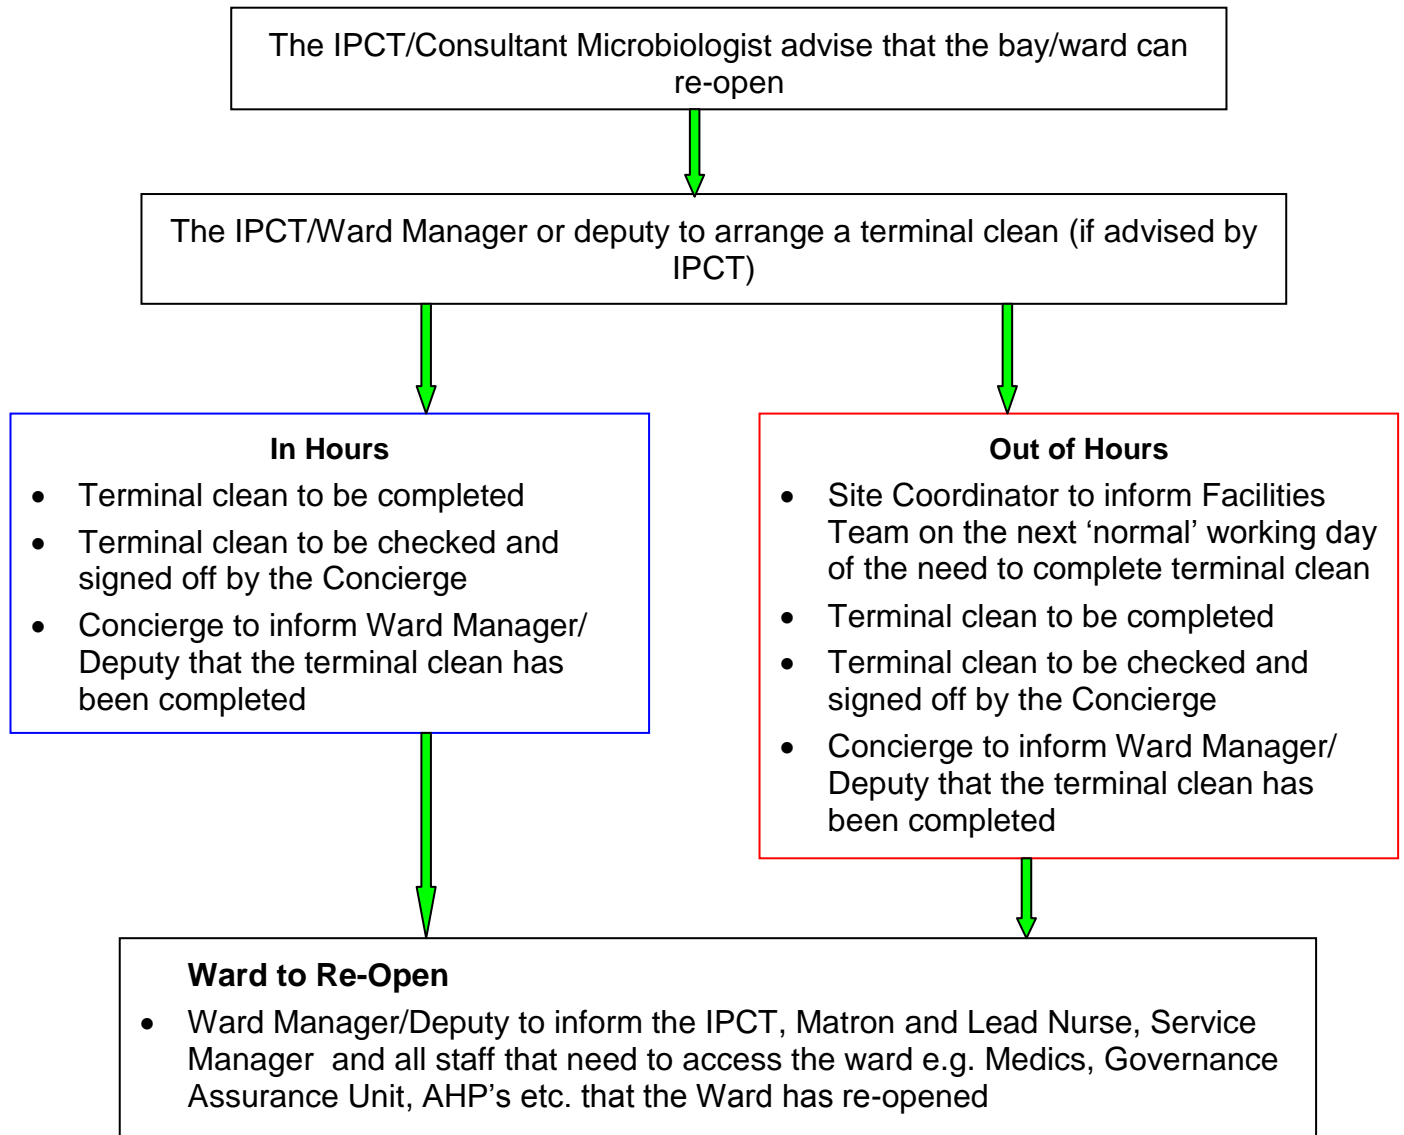 The IPCT/Consultant Microbiologist advise that the bay/ward can
re-open
The IPCT/Ward Manager or deputy to arrange a terminal clean (if advised by
IPCT)
In Hours
• Terminal clean to be completed
• Terminal clean to be checked and
signed off by the Concierge
• Concierge to inform Ward Manager/
Deputy that the terminal clean has
been completed
Out of Hours
• Site Coordinator to inform Facilities
Team on the next ‘normal’ working day
of the need to complete terminal clean
• Terminal clean to be completed
• Terminal clean to be checked and
signed off by the Concierge
• Concierge to inform Ward Manager/
Deputy that the terminal clean has
been completed
Ward to Re-Open
• Ward Manager/Deputy to inform the IPCT, Matron and Lead Nurse, Service
Manager and all staff that need to access the ward e.g. Medics, Governance
Assurance Unit, AHP’s etc. that the Ward has re-opened